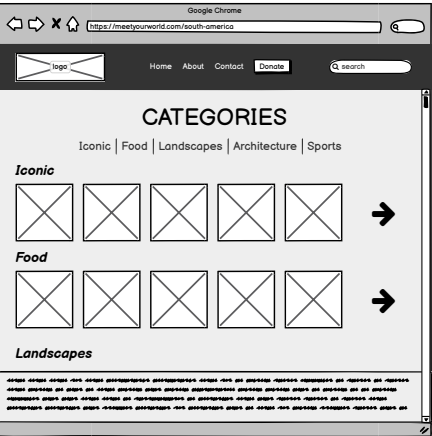 Google Chrome
https://meetyourworld.com/south-america
logo
Home About Contact Donate
search
CATEGORIES
Iconic | Food | Landscapes | Architecture | Sports
Iconic
Food
Landscapes